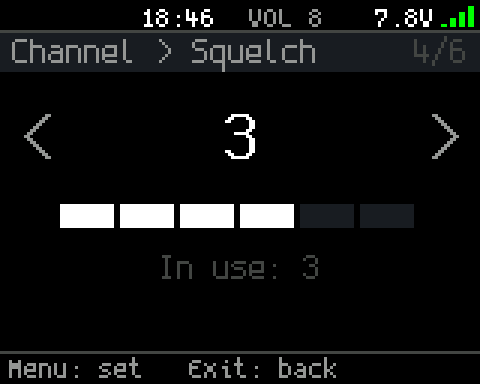 18:46 VOL 8 7.8V
Channel > Squelch 4/6
< 3 >
In use: 3
Menu: set Exit: back